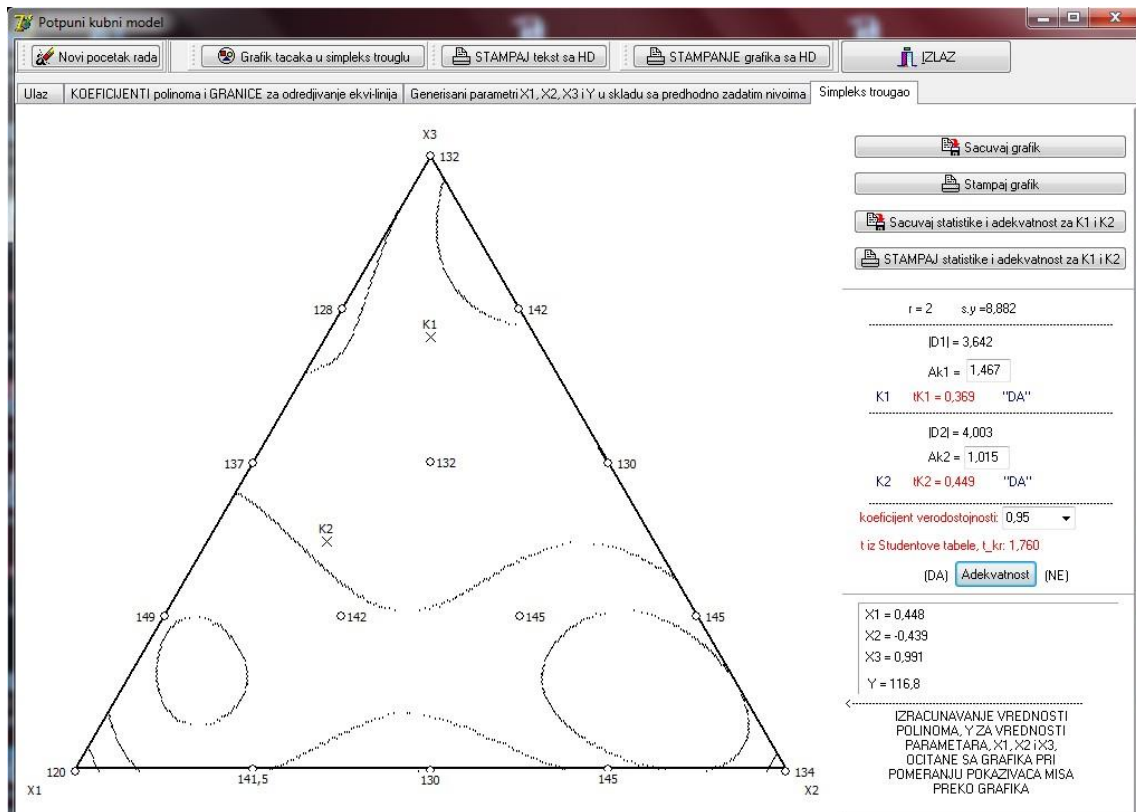 Potpuni kubni model
Novi pocetak rada
Grafik tacaka u simpleks trouglu
STAMPAJ tekst sa HD
STAMPANJE grafika sa HD
IZLAZ
Ulaz
KOEFICIJENTI polinoma i GRANICE za odredjivanje ekvi-linija
Generisani parametri X1, X2, X3 i Y u skladu sa predhodno zadatim nivoima
Simpleks trougao
X3
132
128
K1
142
137
132
130
K2
149
142
145
145
120
X1
141,5
130
145
134
X2
Sacuvaj grafik
Stampaj grafik
Sacuvaj statistike i adekvatnost za K1 i K2
STAMPAJ statistike i adekvatnost za K1 i K2
r = 2 s.y =8,882
|D1| = 3,642
Ak1 = 1,467
K1 tK1 = 0,369 "DA"
|D2| = 4,003
Ak2 = 1,015
K2 tK2 = 0,449 "DA"
koeficijent verodostojnosti: 0,95
t iz Studentove tabele, t_kr: 1,760
(DA) Adekvatnost (NE)
X1 = 0,448
X2 = -0,439
X3 = 0,991
Y = 116,8
IZRACUNAVANJE VREDNOSTI
POLINOMA, Y ZA VREDNOSTI
PARAMETARA, X1, X2 i X3,
OCITANE SA GRAFIKA PRI
POMERANJU POKAZIVACA MISA
PREKO GRAFIKA